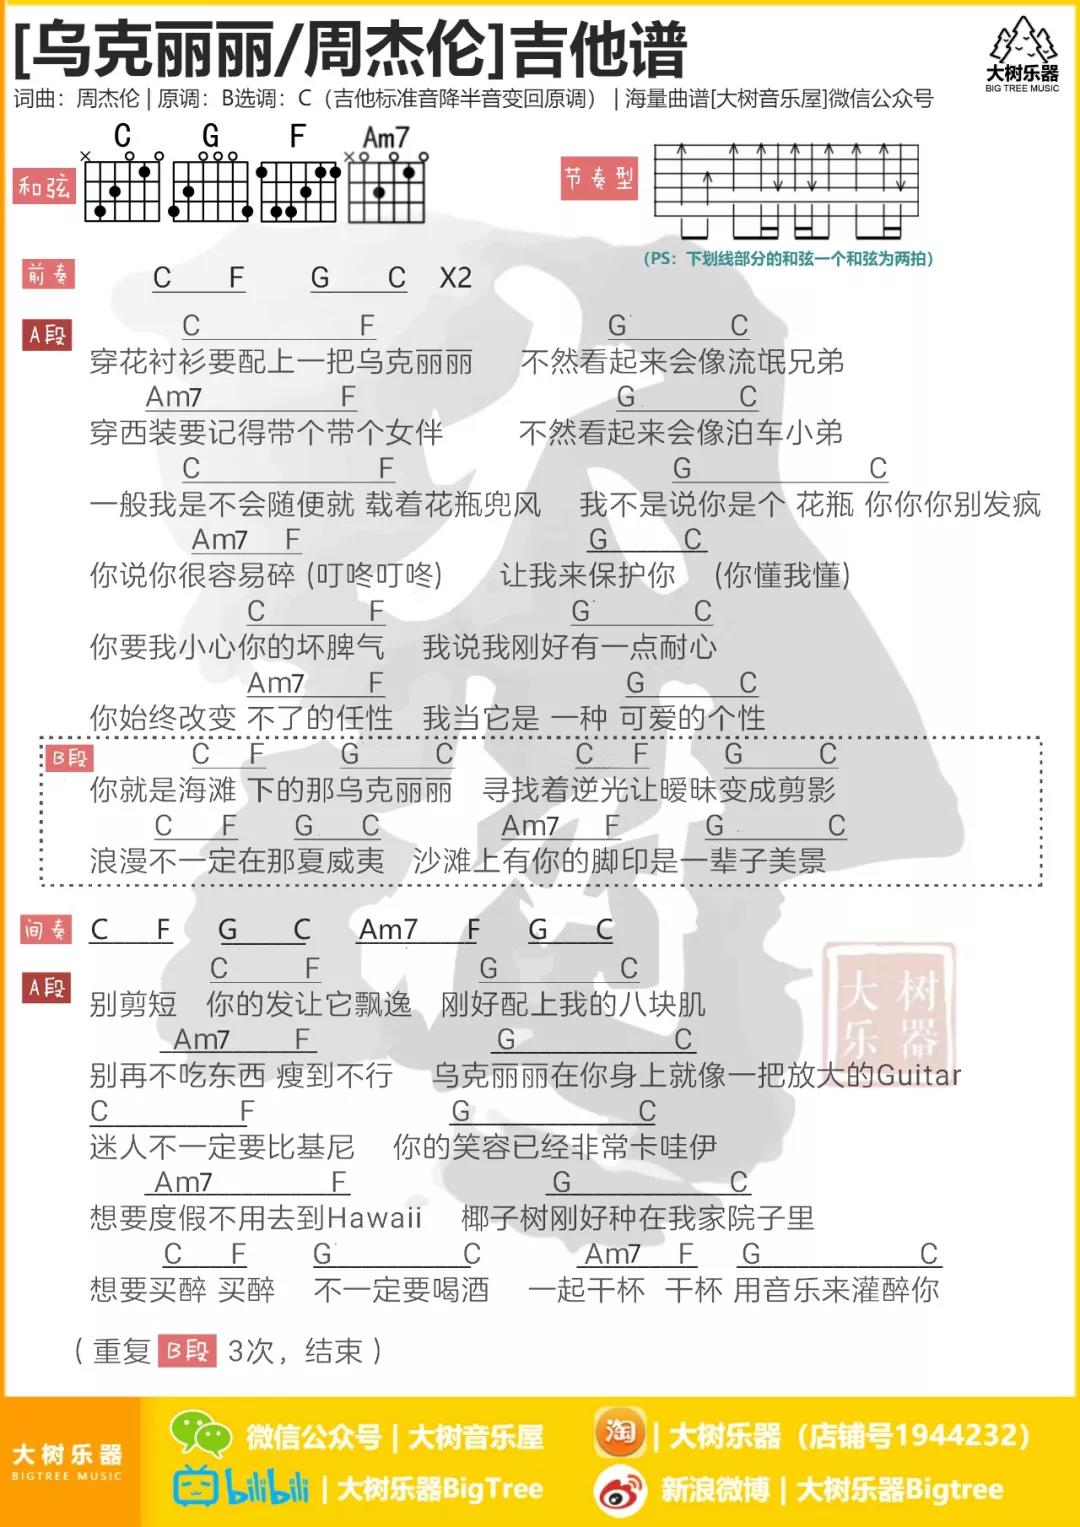 [乌克丽丽/周杰伦]吉他谱
大树乐器
BIG TREE MUSIC
词曲：周杰伦 | 原调：B选调：C（吉他标准音降半音变回原调） | 海量曲谱[大树音乐屋]微信公众号
和弦 C G F Am7 节奏型
(PS：下划线部分的和弦一个和弦为两拍)
前奏 C F G C X2
A段 C F G C
穿花衬衫要配上一把乌克丽丽 不然看起来会像流氓兄弟
Am7 F G C
穿西装要记得带个带个女伴 不然看起来会像泊车小弟
C F G C
一般我是不会随便就 载着花瓶兜风 我不是说你是个 花瓶 你你你别发疯
Am7 F G C
你说你很容易碎 (叮咚叮咚) 让我来保护你 (你懂我懂)
C F G C
你要我小心你的坏脾气 我说我刚好有一点耐心
Am7 F G C
你始终改变 不了的任性 我当它是 一种 可爱的个性
B段 C F G C C F G C
你就是海滩 下的那乌克丽丽 寻找着逆光让暧昧变成剪影
C F G C Am7 F G C
浪漫不一定在那夏威夷 沙滩上有你的脚印是一辈子美景
间奏 C F G C Am7 F G C
A段 C F G C
别剪短 你的发让它飘逸 刚好配上我的八块肌
Am7 F G C
别再不吃东西 瘦到不行 乌克丽丽在你身上就像一把放大的Guitar
C F G C
迷人不一定要比基尼 你的笑容已经非常卡哇伊
Am7 F G C
想要度假不用去到Hawaii 椰子树刚好种在我家院子里
C F G C Am7 F G C
想要买醉 买醉 不一定要喝酒 一起干杯 干杯 用音乐来灌醉你
（重复 B段 3次，结束）
大树
乐器
大树
乐器
BIGTREE MUSIC
微信公众号 | 大树音乐屋
淘 | 大树乐器（店铺号1944232）
bilibili | 大树乐器BigTree
新浪微博 | 大树乐器Bigtree